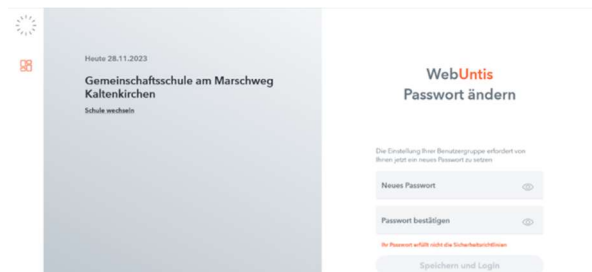 Heute 28.11.2023
Gemeinschaftsschule am Marschweg
Kaltenkirchen
Schule wechseln
WebUntis
Passwort ändern
Die Einstellung Ihrer Benutzergruppe erfordert von
Ihnen jetzt ein neues Passwort zu setzen
Neues Passwort
Passwort bestätigen
Ihr Passwort erfüllt nicht die Sicherheitsrichtlinien
Speichern und Login